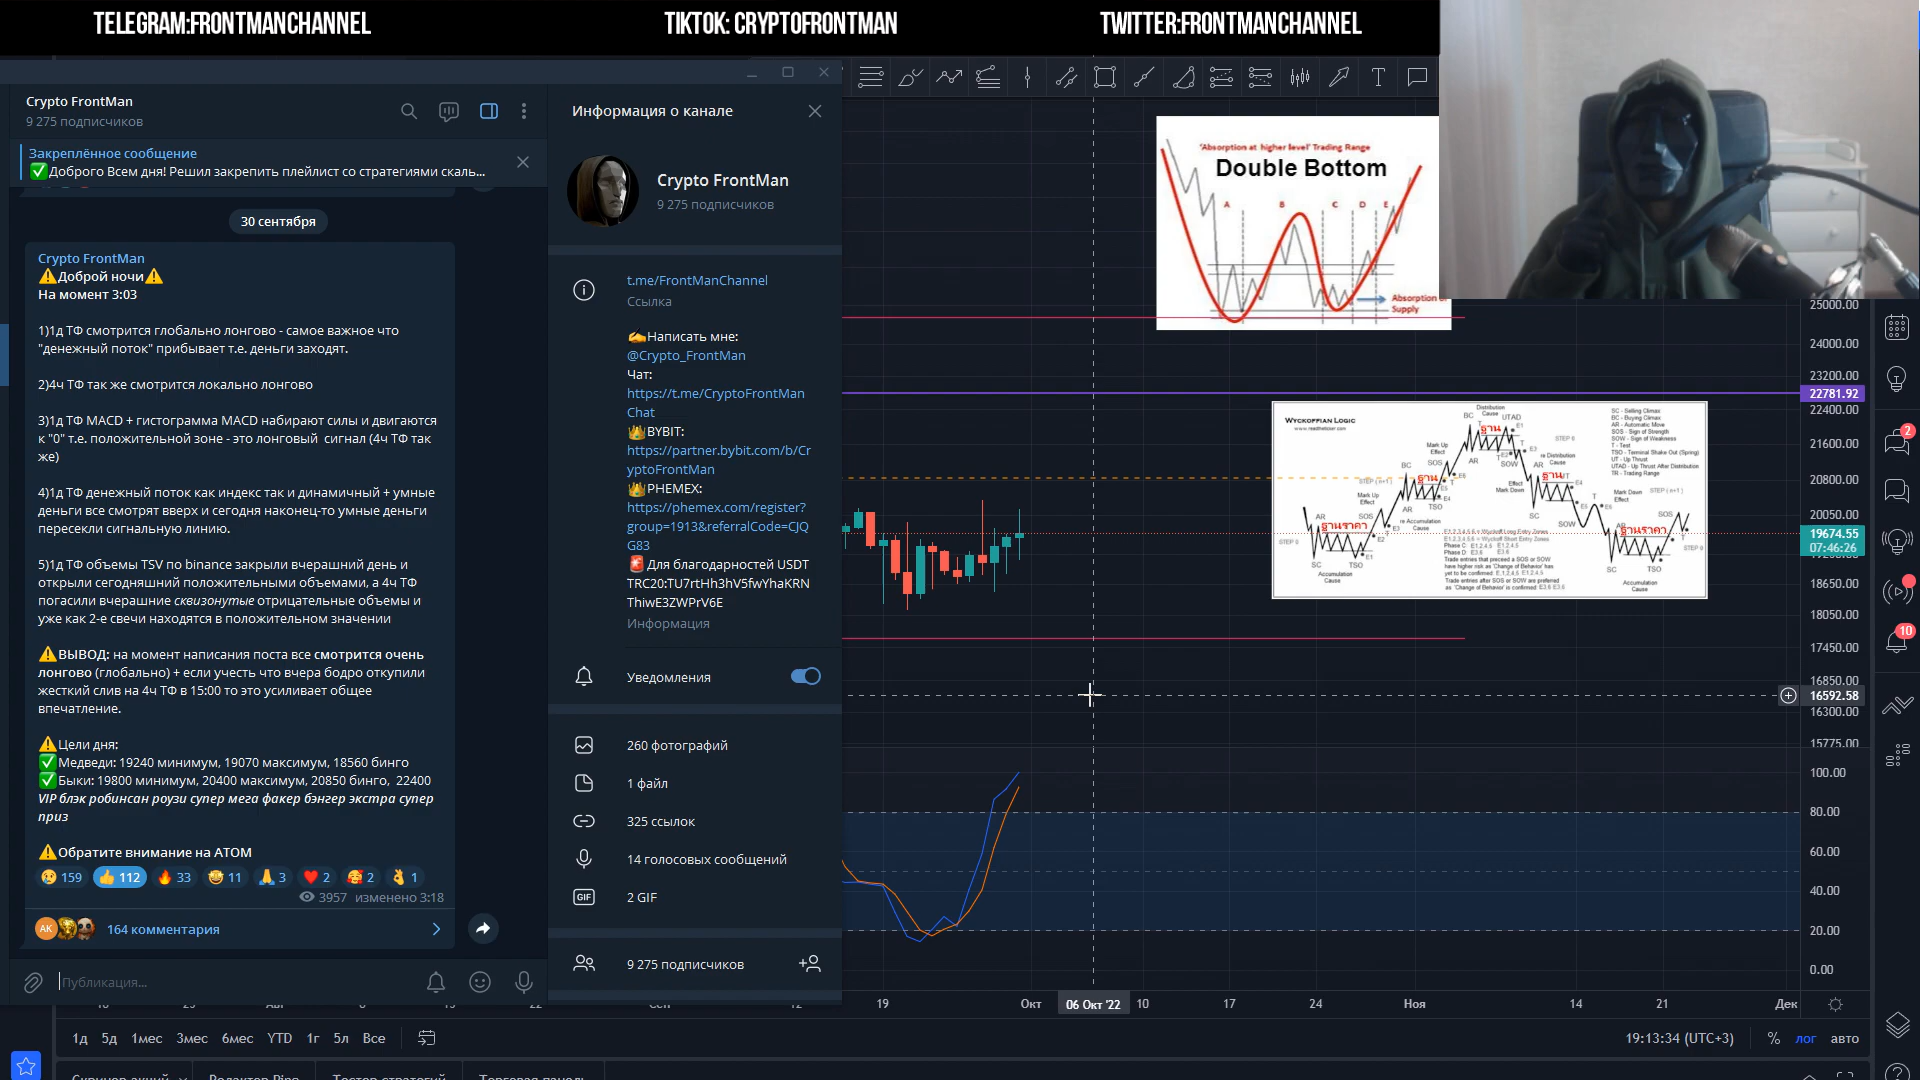 TELEGRAM:FRONTMANCHANNEL
TIKTOK: CRYPTOFRONTMAN
TWITTER:FRONTMANCHANNEL
Crypto FrontMan
9 275 подписчиков
Закреплённое сообщение
✅Доброго Всем дня! Решил закрепить плейлист со стратегиями скаль...
30 сентября
Crypto FrontMan
⚠️Доброй ночи⚠️
На момент 3:03
1)1д ТФ смотрится глобально лонгово - самое важное что
"денежный поток" прибывает т.е. деньги заходят.
2)4ч ТФ так же смотрится локально лонгово
3)1д ТФ MACD + гистограмма MACD набирают силы и двигаются
к "0" т.е. положительной зоне - это лонговый  сигнал (4ч ТФ так
же)
4)1д ТФ денежный поток как индекс так и динамичный + умные
деньги все смотрят вверх и сегодня наконец-то умные деньги
пересекли сигнальную линию.
5)1д ТФ объемы TSV по binance закрыли вчерашний день и
открыли сегодняшний положительными объемами, а 4ч ТФ
погасили вчерашние сквизонутые отрицательные объемы и
уже как 2-е свечи находятся в положительном значении
⚠️ВЫВОД: на момент написания поста все смотрится очень
лонгово (глобально) + если учесть что вчера бодро откупили
жесткий слив на 4ч ТФ в 15:00 то это усиливает общее
впечатление.
⚠️Цели дня:
✅Медведи: 19240 минимум, 19070 максимум, 18560 бинго
✅Быки: 19800 минимум, 20400 максимум, 20850 бинго,  22400
VIP блэк робинсан роузи супер мега факер бэнгер экстра супер
приз
⚠️Обратите внимание на ATOM
159 112 33 11 3 2 2 1
3957 изменено 3:18
AK 164 комментария
Публикация...
Информация о канале
Crypto FrontMan
9 275 подписчиков
t.me/FrontManChannel
Ссылка
✍️Написать мне:
@Crypto_FrontMan
Чат:
https://t.me/CryptoFrontMan
Chat
👑BYBIT:
https://partner.bybit.com/b/Cr
yptoFrontMan
👑PHEMEX:
https://phemex.com/register?
group=1913&referralCode=CJQ
G83
🚨Для благодарностей USDT
TRC20:TU7rtHh3hV5fwYhaKRN
ThiwE3ZWPrV6E
Информация
Уведомления
260 фотографий
1 файл
325 ссылок
14 голосовых сообщений
GIF 2 GIF
9 275 подписчиков
"Absorption at higher level" Trading Range
Double Bottom
A B C D E
Absorption
Supply
Wyckoffian Logic
25000.00
24000.00
23200.00
22781.92
22400.00
21600.00
20800.00
20050.00
19674.55
07:46:26
18650.00
18050.00
17450.00
16850.00
16592.58
16300.00
15775.00
100.00
80.00
60.00
40.00
20.00
0.00
2
10
19 Окт 06 Окт '22 10 17 24 Ноя 14 21 Дек
1д 5д 1мес 3мес 6мес YTD 1г 5л Все
19:13:34 (UTC+3) % лог авто